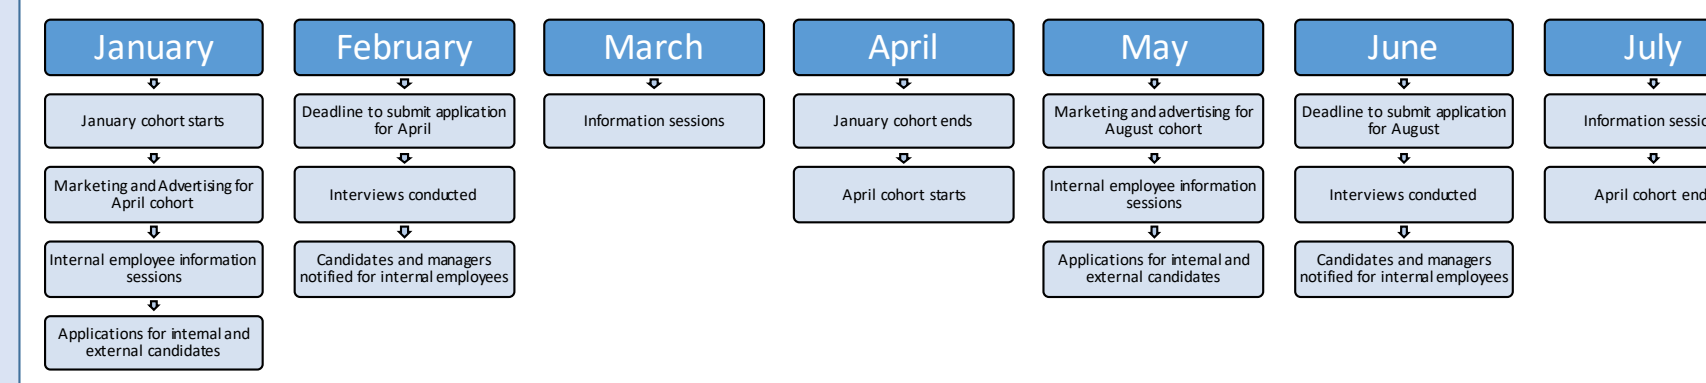 January
January cohort starts
Marketing and Advertising for
April cohort
Internal employee information
sessions
Applications for internal and
external candidates
February
Deadline to submit application
for April
Interviews conducted
Candidates and managers
notified for internal employees
March
Information sessions
April
January cohort ends
April cohort starts
May
Marketing and advertising for
August cohort
Internal employee information
sessions
Applications for internal and
external candidates
June
Deadline to submit application
for August
Interviews conducted
Candidates and managers
notified for internal employees
July
Information
April cohort